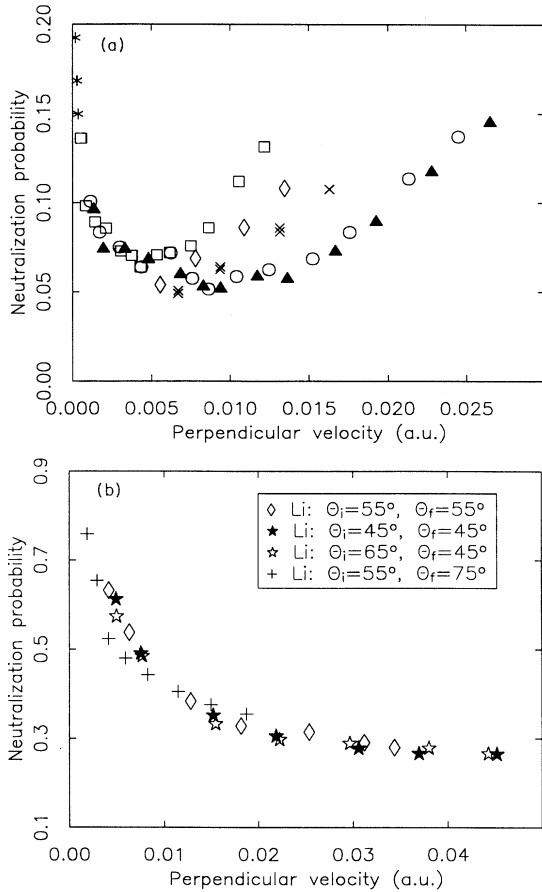 (a)
Neutralization probability
0.20
0.15
0.10
0.05
0.00
0.000 0.005 0.010 0.015 0.020 0.025
Perpendicular velocity (a.u.)
(b)
Neutralization probability
0.9
0.7
0.5
0.3
0.1
Li: Θi=55°, Θf=55°
Li: Θi=45°, Θf=45°
Li: Θi=65°, Θf=45°
Li: Θi=55°, Θf=75°
0.00 0.01 0.02 0.03 0.04
Perpendicular velocity (a.u.)